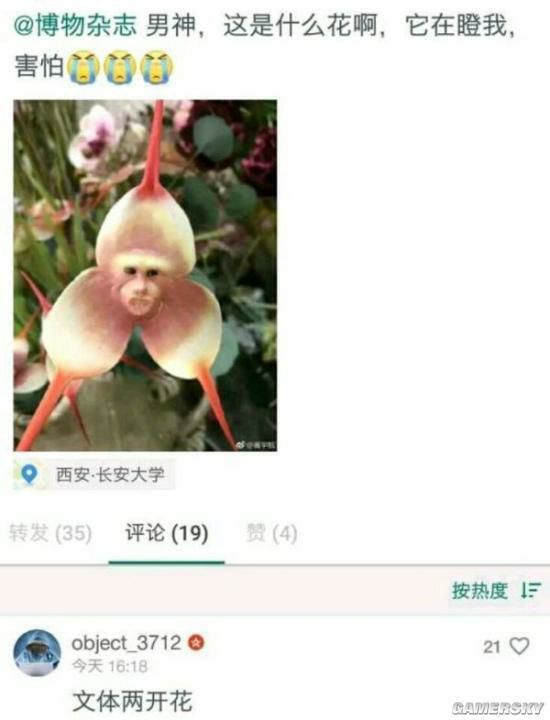 @博物杂志 男神，这是什么花啊，它在瞪我，
害怕
西安·长安大学
转发 (35) 评论 (19) 赞 (4)
按热度
object_3712
21
今天 16:18
文体两开花
GAMERSKY